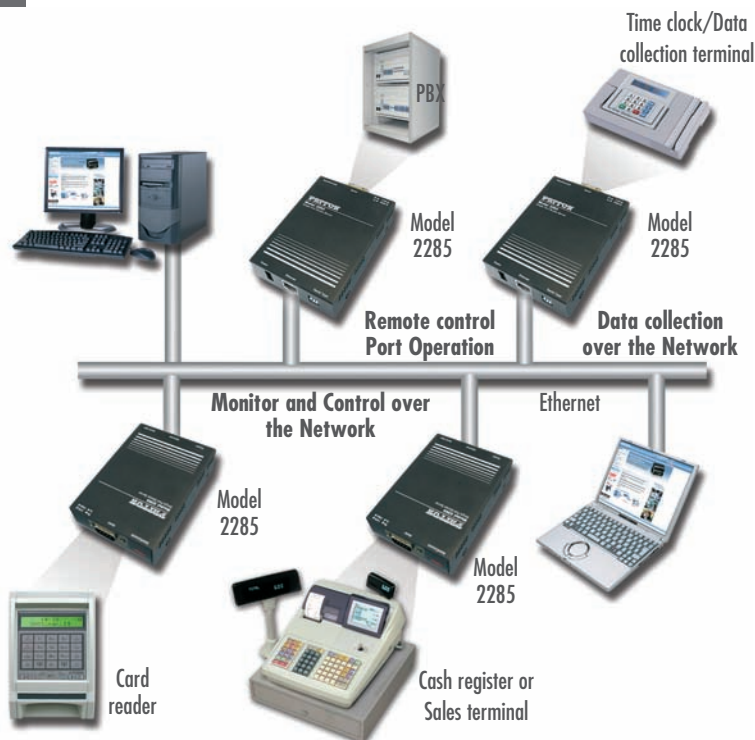 Time clock/Data
collection terminal
PBX
Model
2285
Model
2285
Remote control
Port Operation
Data collection
over the Network
Monitor and Control over
the Network
Ethernet
Model
2285
Model
2285
Card
reader
Cash register or
Sales terminal